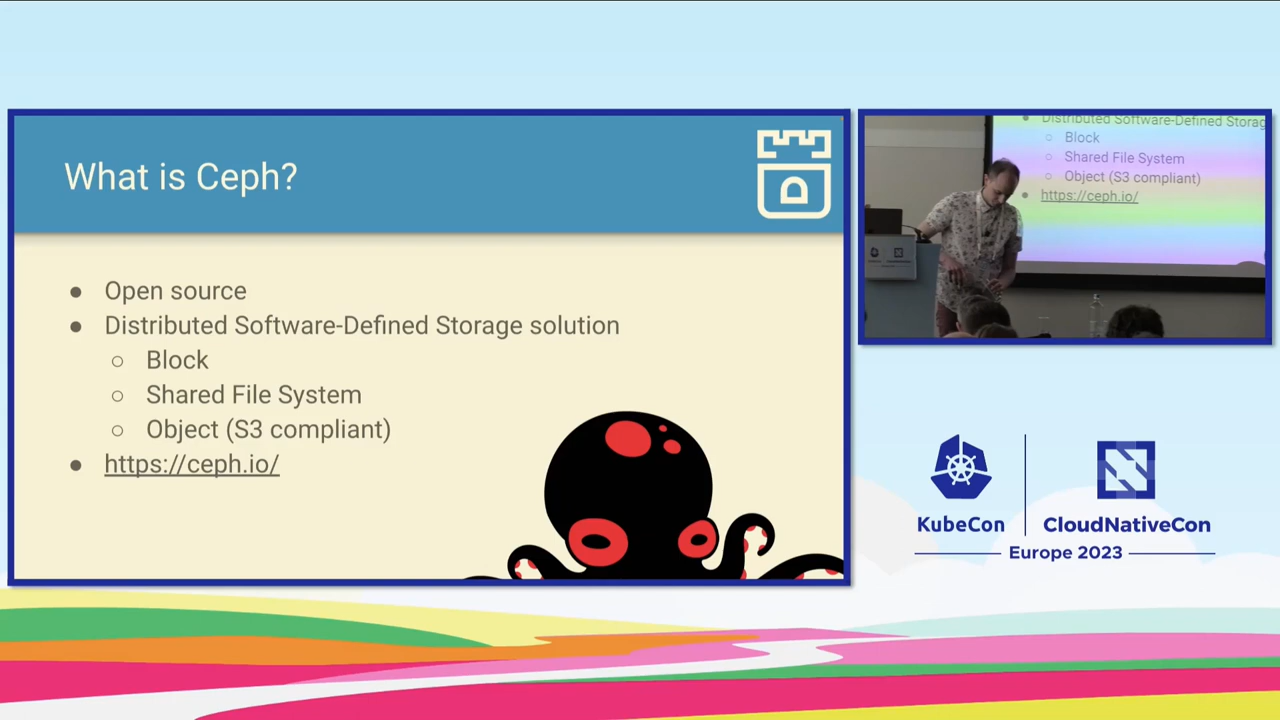 What is Ceph?
● Open source
● Distributed Software-Defined Storage solution
○ Block
○ Shared File System
○ Object (S3 compliant)
● https://ceph.io/
● Distributed Software-Defined Storag
○ Block
○ Shared File System
○ Object (S3 compliant)
● https://ceph.io/
KubeCon
CloudNativeCon
Europe 2023